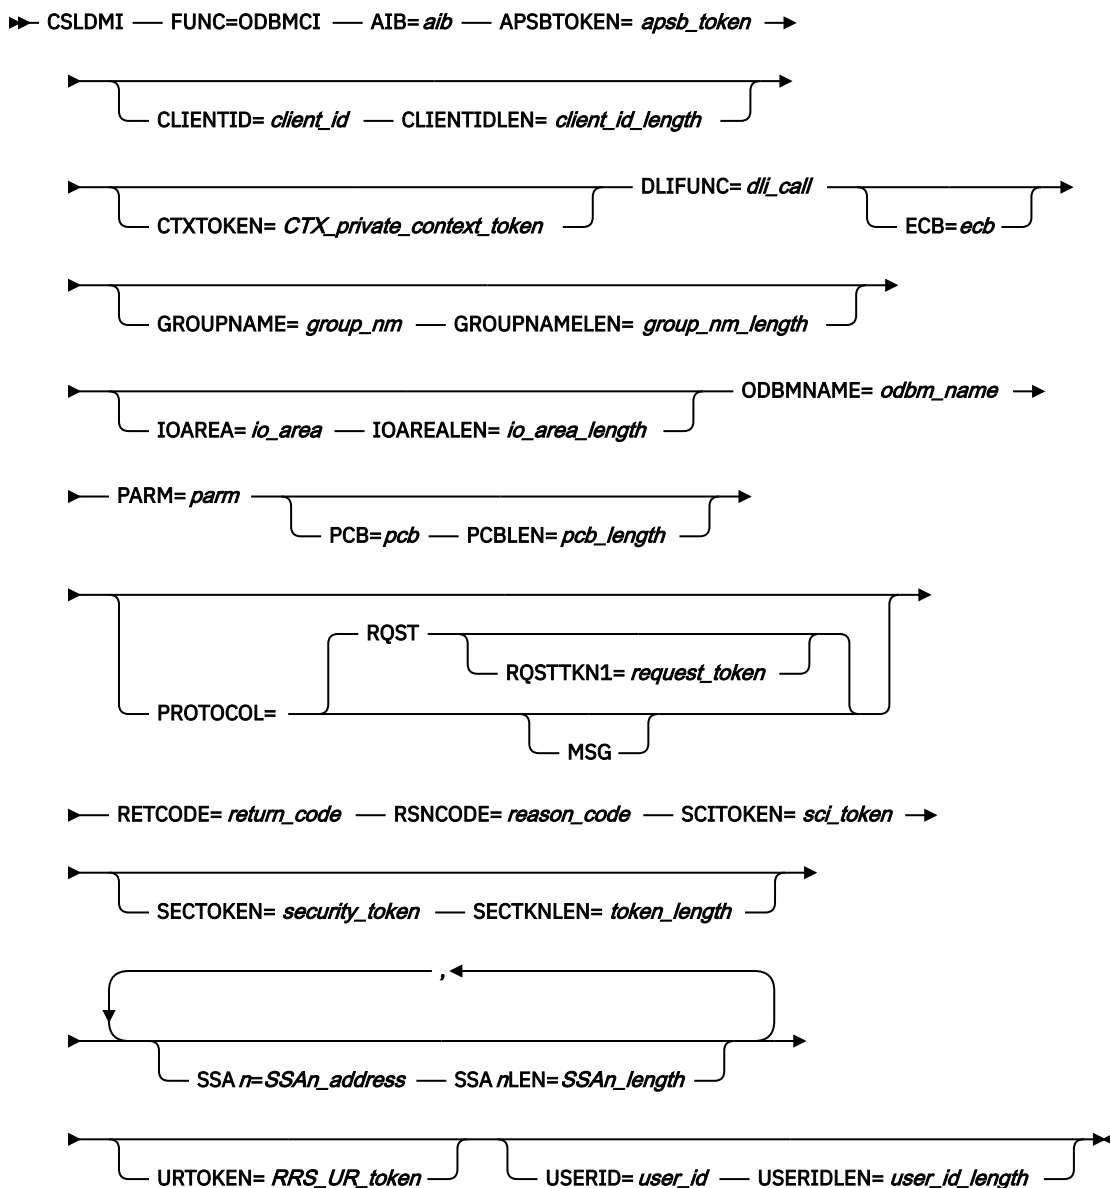 CSLDMI FUNC=ODBMCI AIB= aib APSBTOKEN= apsb_token
CLIENTID= client_id CLIENTIDLEN= client_id_length
DLIFUNC= dli_call
CTXTOKEN= CTX_private_context_token ECB= ecb
GROUPNAME= group_nm GROUPNAMELEN= group_nm_length
ODBMNAME= odbm_name
IOAREA= io_area IOAREALEN= io_area_length
PARM= parm
PCB= pcb PCBLEN= pcb_length
RQST
RQSTTKN1= request_token
PROTOCOL=
MSG
RETCODE= return_code RSNCODE= reason_code SCITOKEN= sci_token
SECTOKEN= security_token SECTKNLEN= token_length
,
SSA n=SSAn_address SSA nLEN=SSAn_length
URTOKEN= RRS_UR_token USERID= user_id USERIDLEN= user_id_length